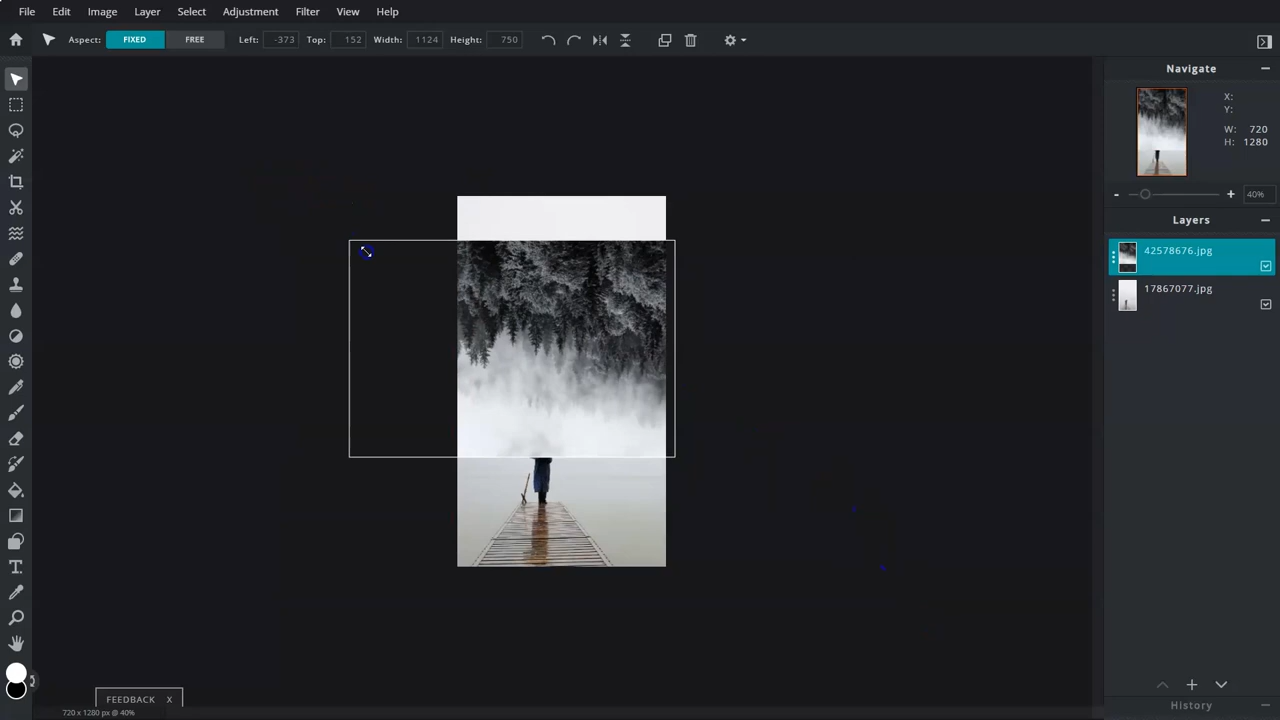 File Edit Image Layer Select Adjustment Filter View Help
Aspect: FIXED FREE Left: -373 Top: 152 Width: 1124 Height: 750
Navigate
X:
Y:
W: 720
H: 1280
- + 40%
Layers
42578676.jpg
17867077.jpg
FEEDBACK X
History
720 x 1280 px @ 40%